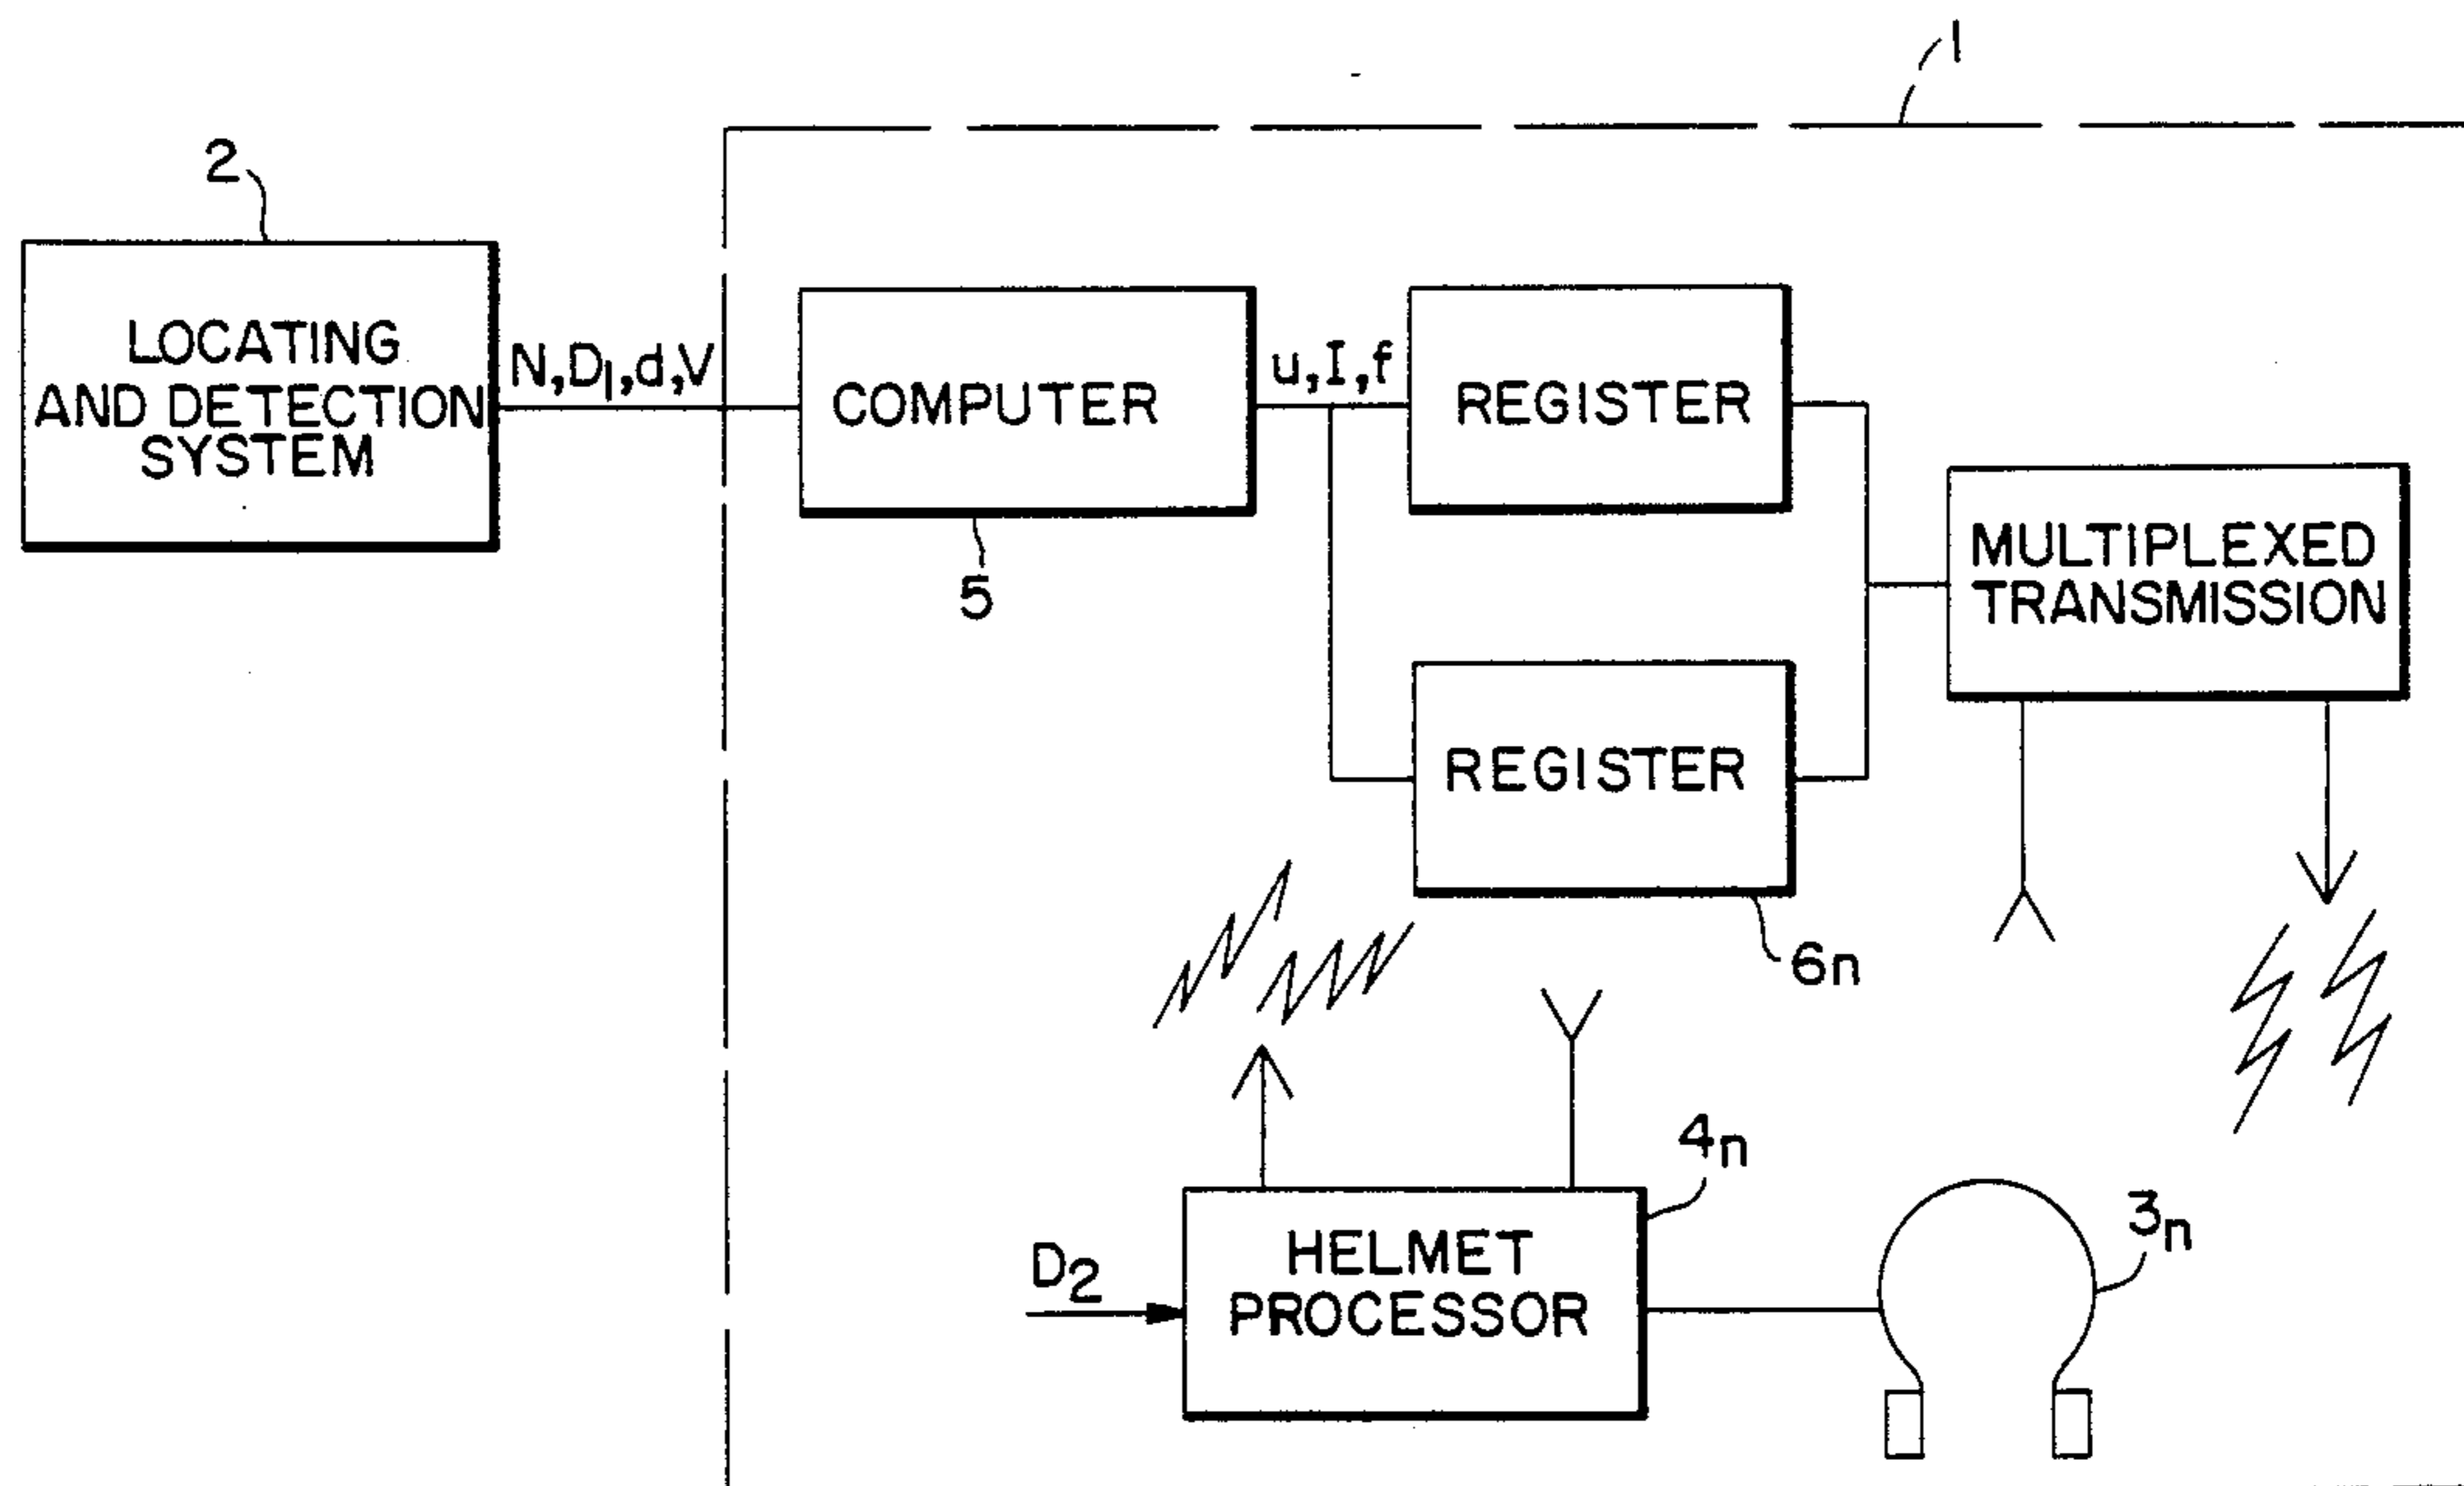 1
2
LOCATING
AND DETECTION
SYSTEM
N,D1,d,V
COMPUTER
5
u,I,f
REGISTER
MULTIPLEXED
TRANSMISSION
REGISTER
6n
4n
HELMET
PROCESSOR
D2
3n